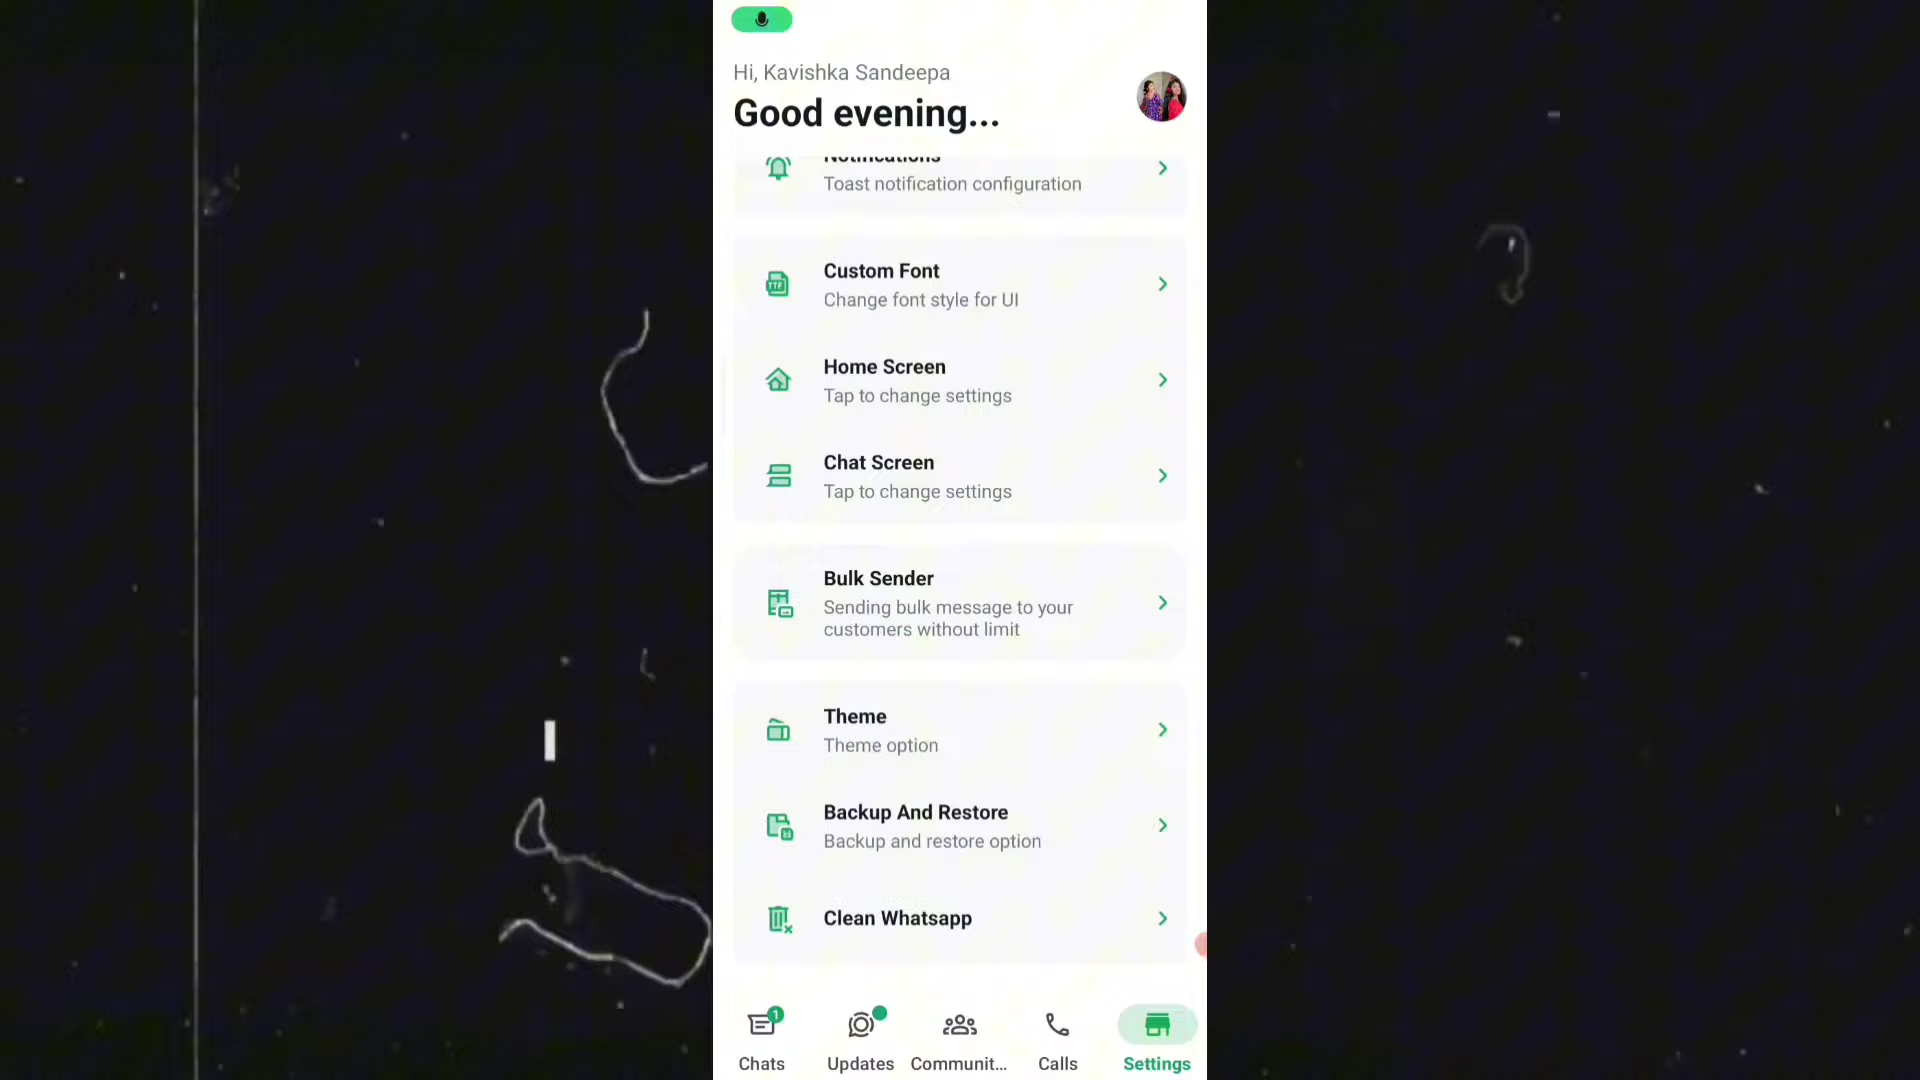 Hi, Kavishka Sandeepa
Good evening...
Notifications
Toast notification configuration
Custom Font
Change font style for UI
TTF
Home Screen
Tap to change settings
Chat Screen
Tap to change settings
Bulk Sender
Sending bulk message to your
customers without limit
Theme
Theme option
Backup And Restore
Backup and restore option
Clean Whatsapp
1
Chats
Updates
Communit...
Calls
Settings